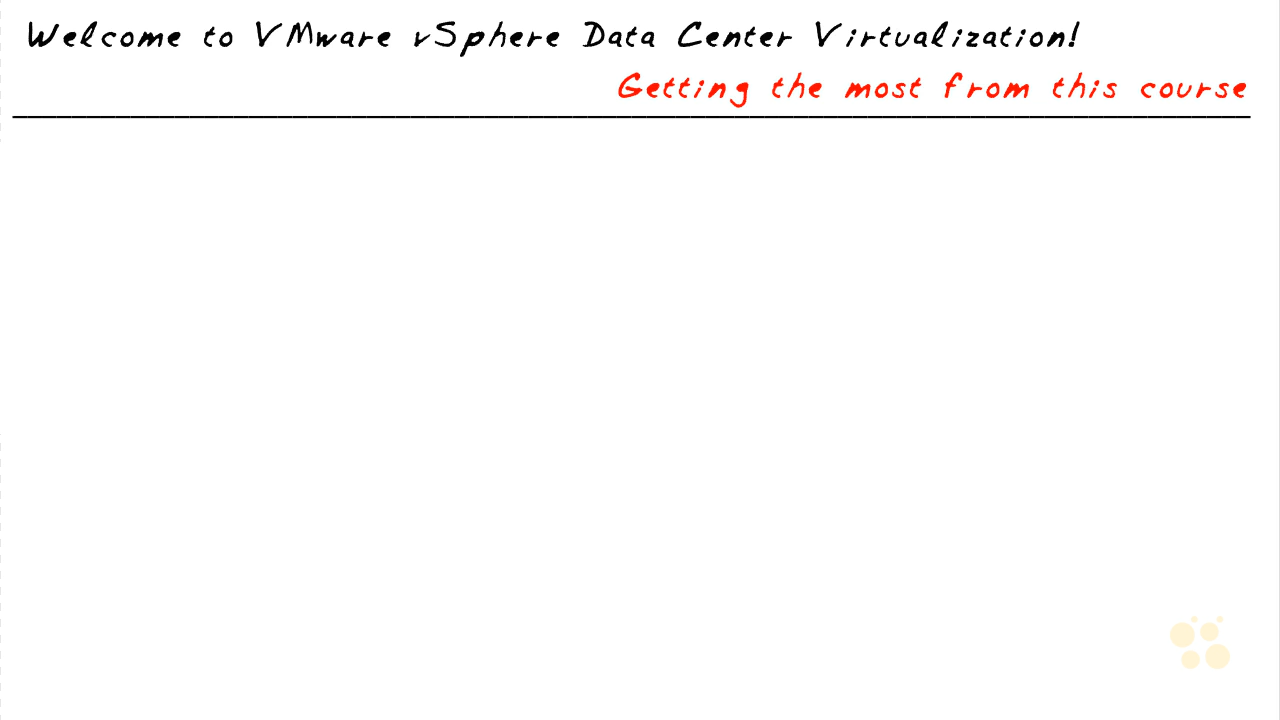 Welcome to VMware vSphere Data Center Virtualization!
Getting the most from this course